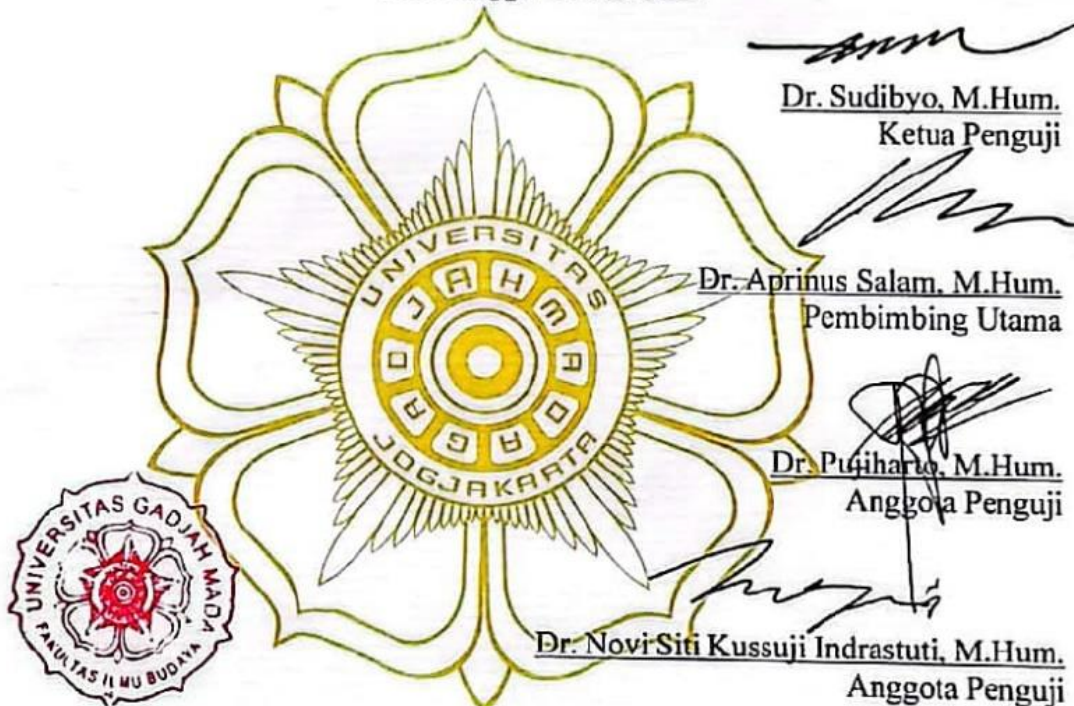 Dr. Sudibyo, M.Hum.
Ketua Penguji
Dr. Aprinus Salam, M.Hum.
Pembimbing Utama
Dr. Pujiharto, M.Hum.
Anggota Penguji
Dr. Novi Siti Kussuji Indrastuti, M.Hum.
Anggota Penguji
UNIVERSITAS
GADJAH MADA
JOGJAKARTA
UNIVERSITAS GADJAH MADA
FAKULTAS ILMU BUDAYA